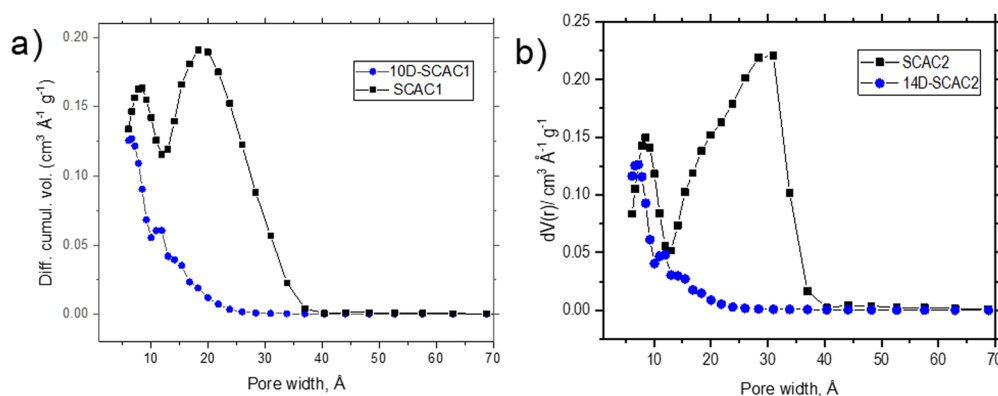 a)
Diff. cumul. vol. (cm³ Å⁻¹ g⁻¹)
0.20
0.15
0.10
0.05
0.00
10D-SCAC1
SCAC1
10 20 30 40 50 60 70
Pore width, Å
b)
dV(r)/ cm³ Å⁻¹ g⁻¹
0.25
0.20
0.15
0.10
0.05
0.00
SCAC2
14D-SCAC2
10 20 30 40 50 60 70
Pore width, Å